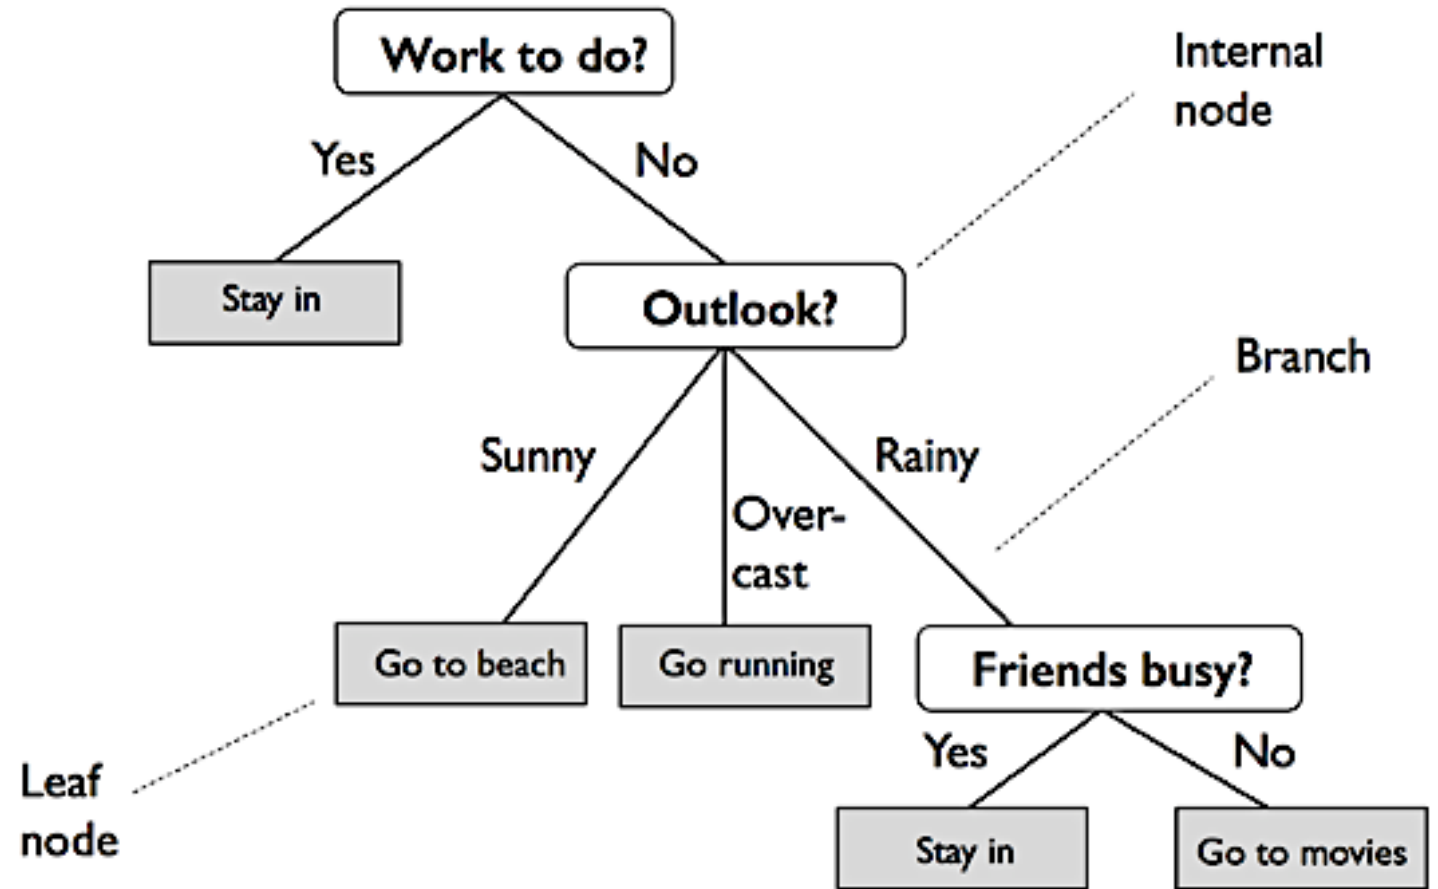 Work to do?
Internal
node
Yes
No
Stay in
Outlook?
Branch
Sunny
Rainy
Over-
cast
Go to beach
Go running
Friends busy?
Yes
No
Leaf
node
Stay in
Go to movies